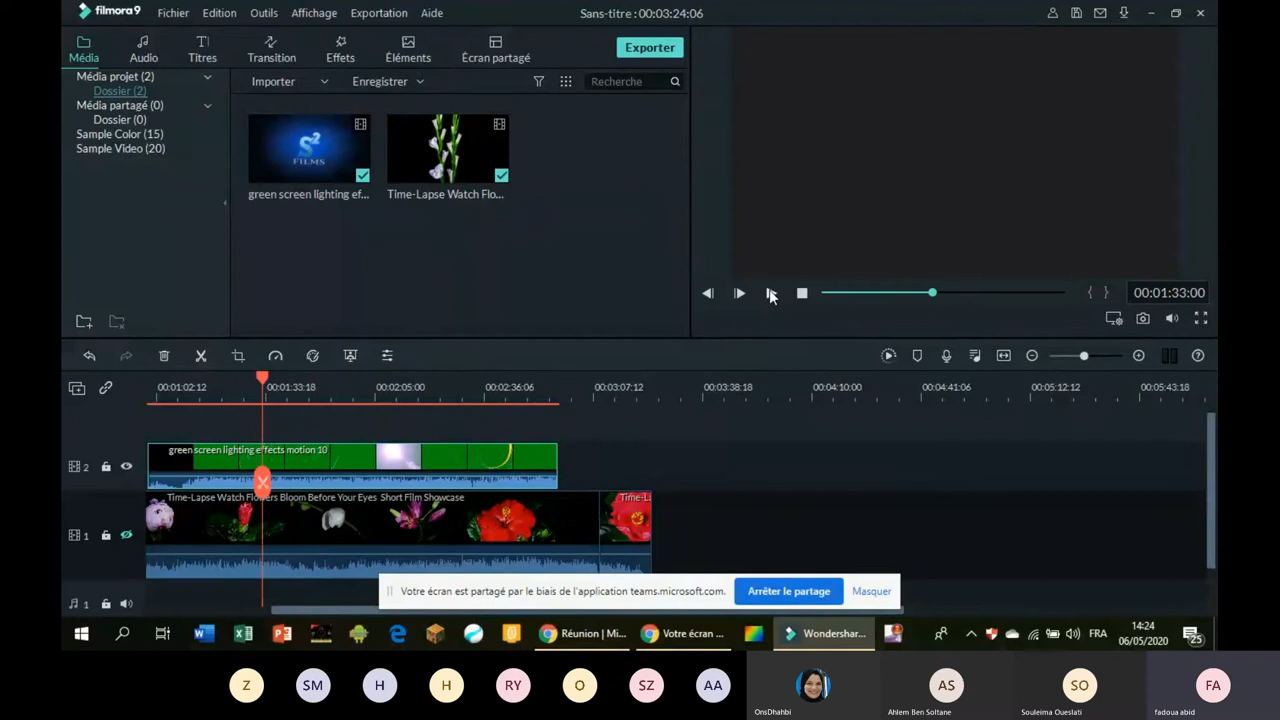 filmora9 Fichier Edition Outils Affichage Exportation Aide Sans-titre : 00:03:24:06
Média Audio Titres Transition Effets Éléments Écran partagé Exporter
Média projet (2)
Dossier (2)
Média partagé (0)
Dossier (0)
Sample Color (15)
Sample Video (20)
Importer Enregistrer Recherche
S2
FILMS
green screen lighting ef... Time-Lapse Watch Flo...
00:01:33:00
00:01:02:12 00:01:33:18 00:02:05:00 00:02:36:06 00:03:07:12 00:03:38:18 00:04:10:00 00:04:41:06 00:05:12:12 00:05:43:18
2 green screen lighting effects motion 10
1 Time-Lapse Watch Flowers Bloom Before Your Eyes Short Film Showcase Time-L
1
Votre écran est partagé par le biais de l'application teams.microsoft.com. Arrêter le partage Masquer
Réunion | Mi... Votre écran ... Wondershar... FRA 14:24
06/05/2020 25
Z SM H H RY O SZ AA AS SO FA
OnsDhahbi Ahlem Ben Soltane Souleima Oueslati fadoua abid